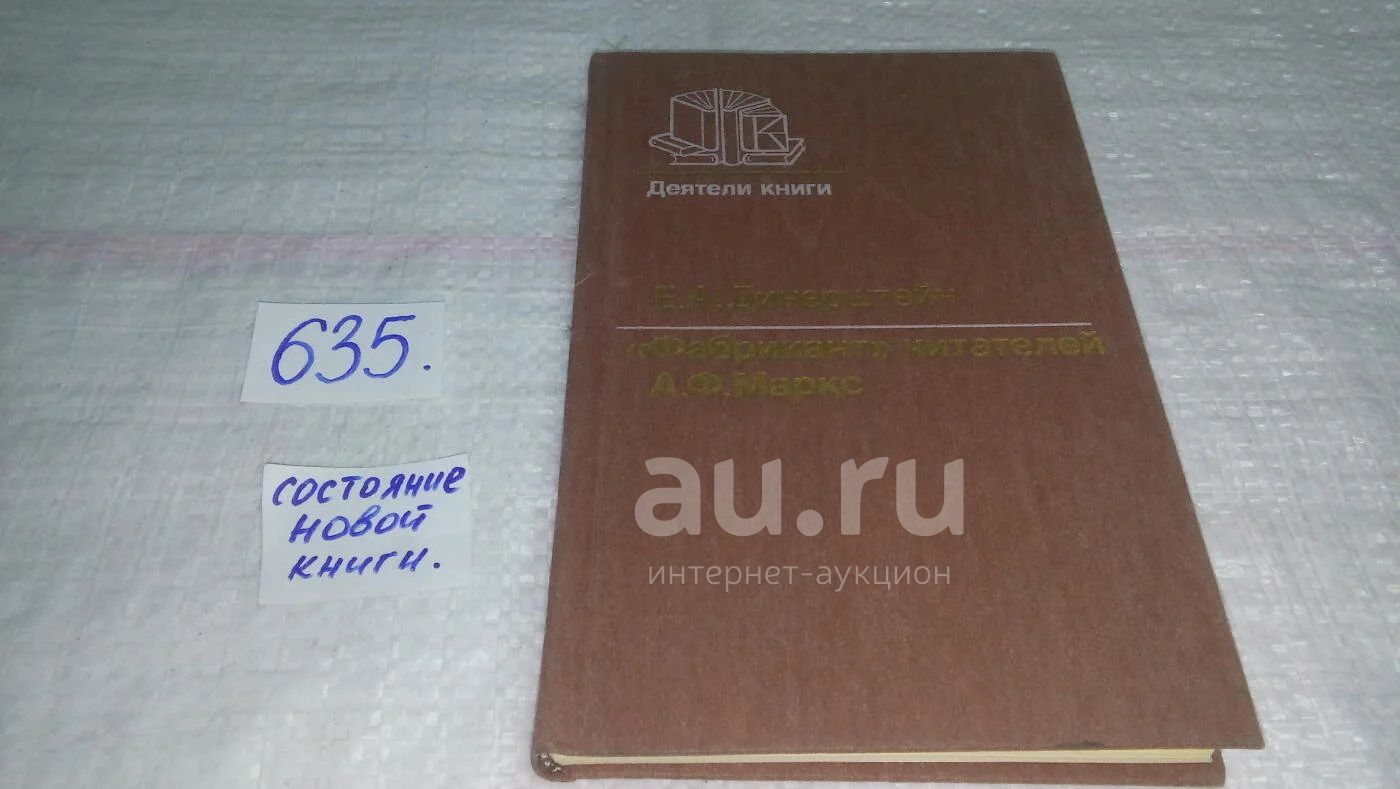 Деятели книги
Е.А. Динерштейн
«Фабрикант» читателей
А.Ф. Маркс
635.
состояние
новой
книги.
au.ru
интернет-аукцион